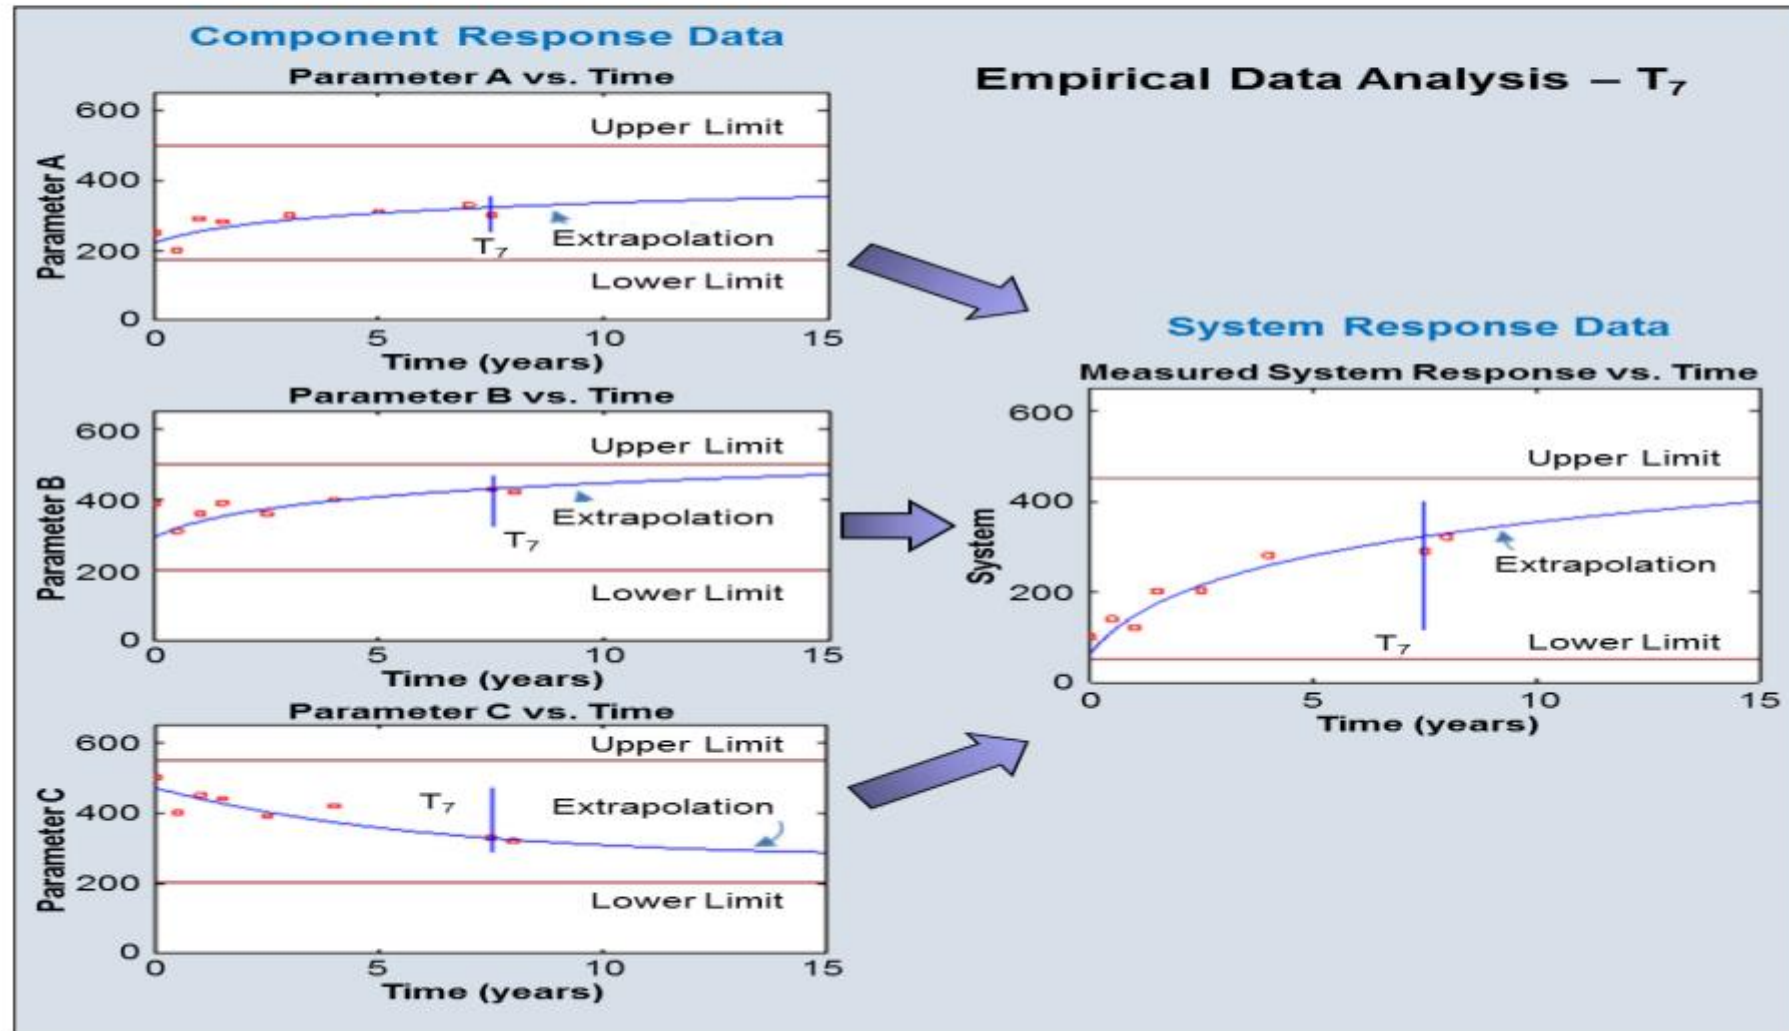 Component Response Data
Empirical Data Analysis – T₇
Parameter A vs. Time
600
400
200
0
Parameter A
Upper Limit
T₇
Extrapolation
Lower Limit
0 5 10 15
Time (years)
Parameter B vs. Time
600
400
200
0
Parameter B
Upper Limit
Extrapolation
T₇
Lower Limit
0 5 10 15
Time (years)
Parameter C vs. Time
600
400
200
0
Parameter C
Upper Limit
T₇
Extrapolation
Lower Limit
0 5 10 15
Time (years)
System Response Data
Measured System Response vs. Time
600
400
200
0
System
Upper Limit
Extrapolation
T₇
Lower Limit
0 5 10 15
Time (years)